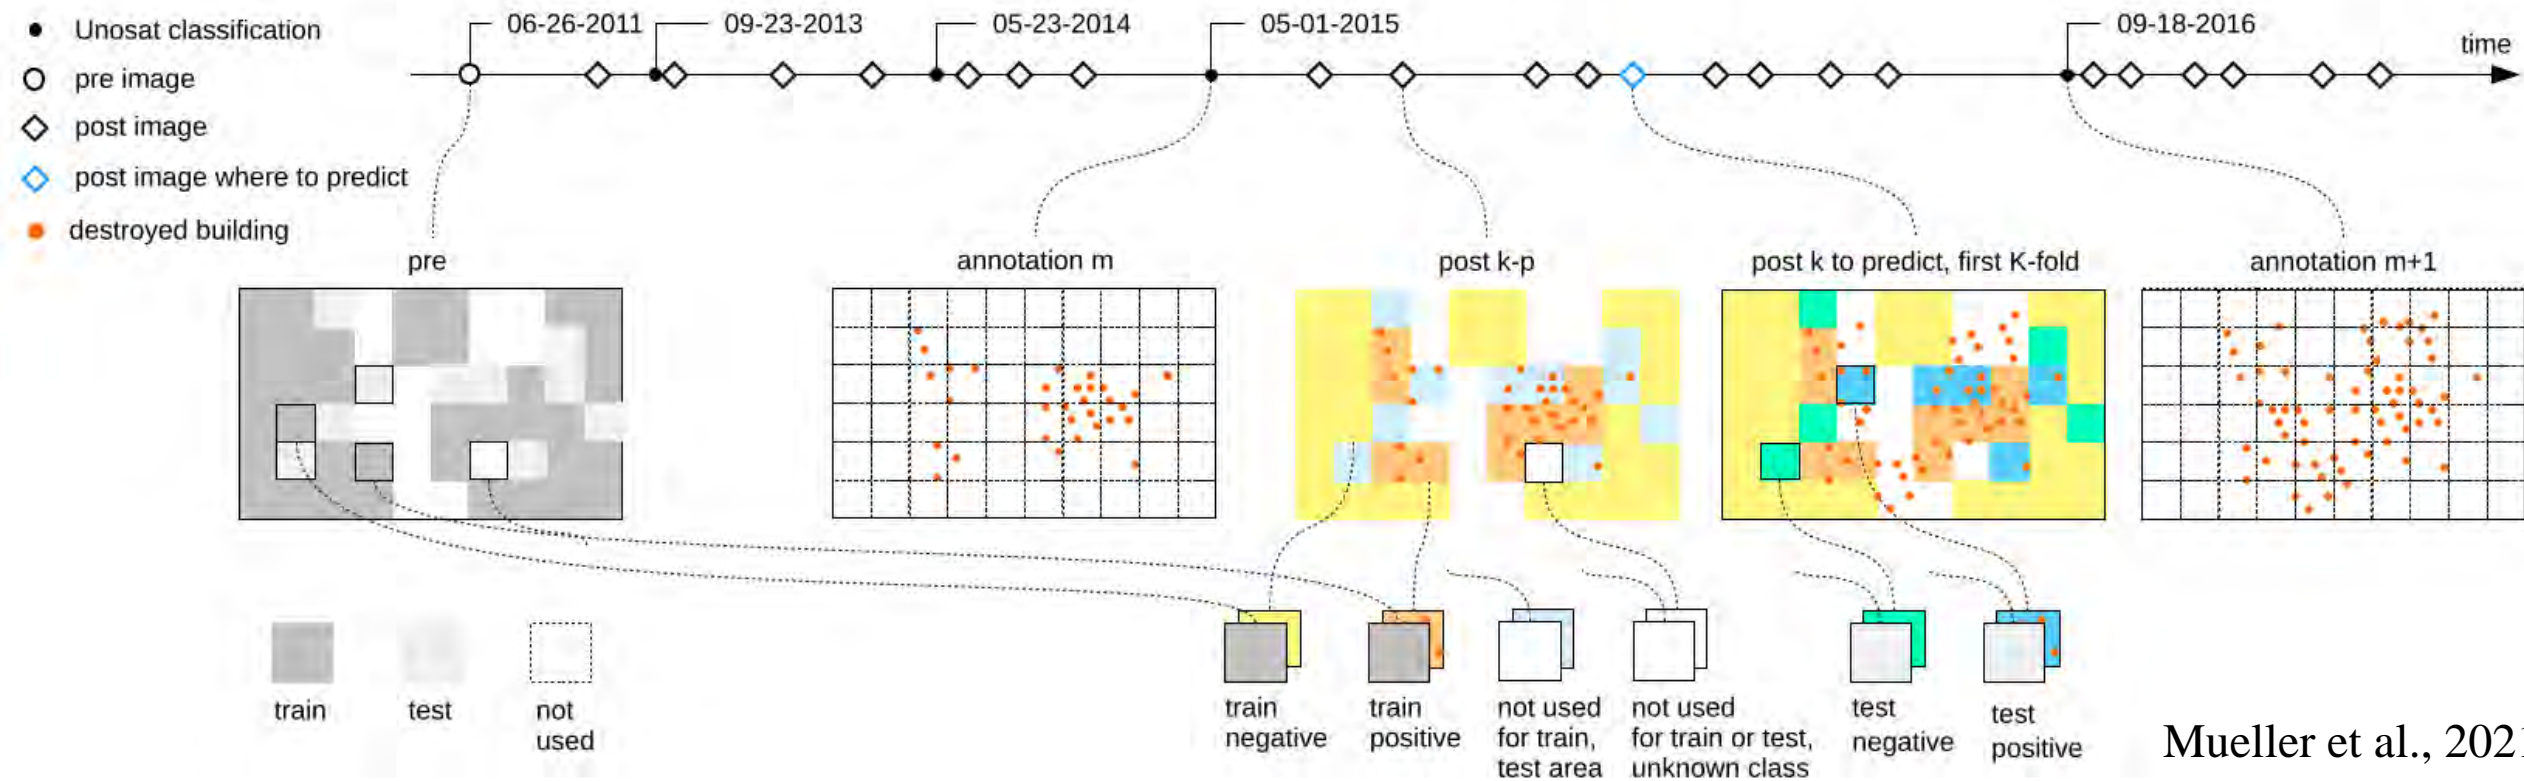 Unosat classification
pre image
post image
post image where to predict
destroyed building
06-26-2011
09-23-2013
05-23-2014
05-01-2015
09-18-2016
time
pre
annotation m
post k-p
post k to predict, first K-fold
annotation m+1
train
test
not
used
train
negative
train
positive
not used
for train,
test area
not used
for train or test,
unknown class
test
negative
test
positive
Mueller et al., 2021